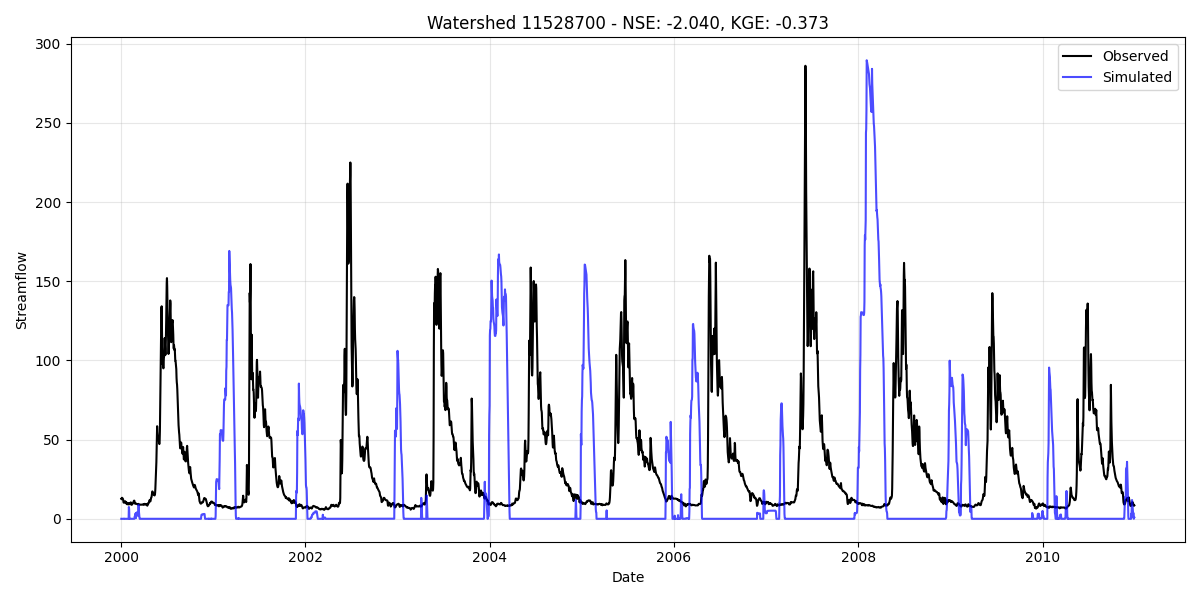 Watershed 11528700 - NSE: -2.040, KGE: -0.373
Observed
Simulated
Streamflow
300
250
200
150
100
50
0
2000 2002 2004 2006 2008 2010
Date